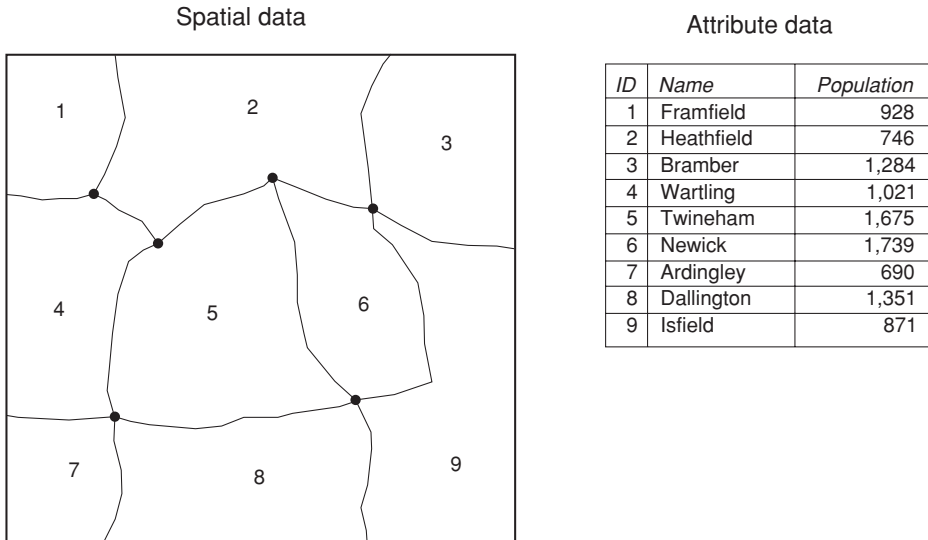 Spatial data
1
2
3
4
5
6
7
8
9
Attribute data
ID Name Population
1 Framfield 928
2 Heathfield 746
3 Bramber 1,284
4 Wartling 1,021
5 Twineham 1,675
6 Newick 1,739
7 Ardingley 690
8 Dallington 1,351
9 Isfield 871